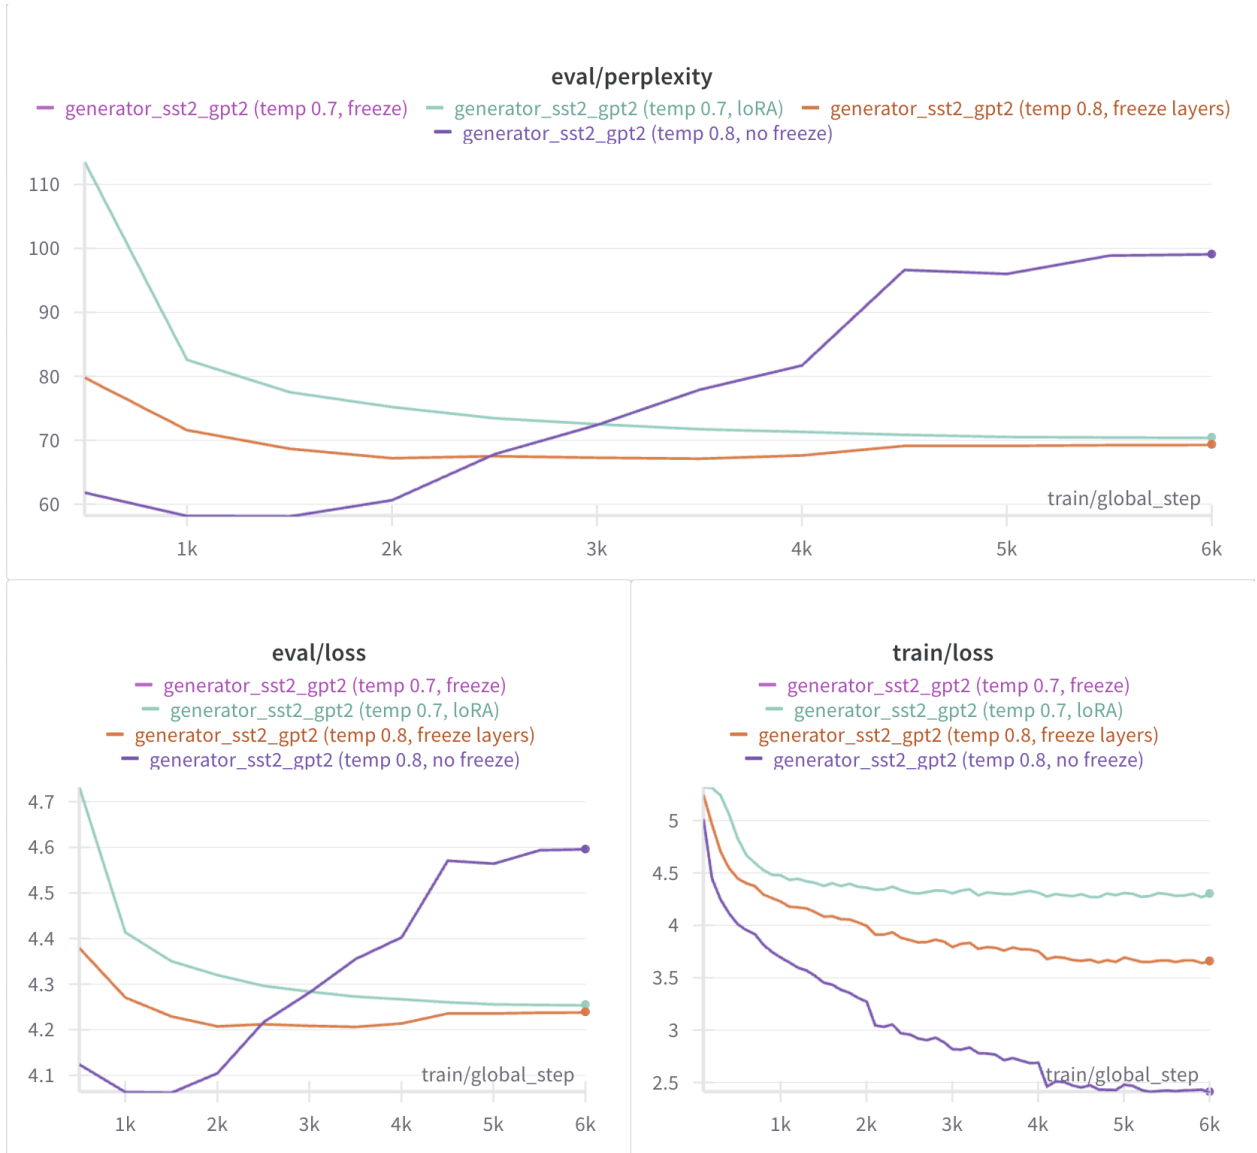 eval/perplexity
generator_sst2_gpt2 (temp 0.7, freeze) generator_sst2_gpt2 (temp 0.7, loRA) generator_sst2_gpt2 (temp 0.8, freeze layers)
generator_sst2_gpt2 (temp 0.8, no freeze)
110
100
90
80
70
60
train/global_step
1k 2k 3k 4k 5k 6k
eval/loss
generator_sst2_gpt2 (temp 0.7, freeze)
generator_sst2_gpt2 (temp 0.7, loRA)
generator_sst2_gpt2 (temp 0.8, freeze layers)
generator_sst2_gpt2 (temp 0.8, no freeze)
4.7
4.6
4.5
4.4
4.3
4.2
4.1
train/global_step
1k 2k 3k 4k 5k 6k
train/loss
generator_sst2_gpt2 (temp 0.7, freeze)
generator_sst2_gpt2 (temp 0.7, loRA)
generator_sst2_gpt2 (temp 0.8, freeze layers)
generator_sst2_gpt2 (temp 0.8, no freeze)
5
4.5
4
3.5
3
2.5
train/global_step
1k 2k 3k 4k 5k 6k